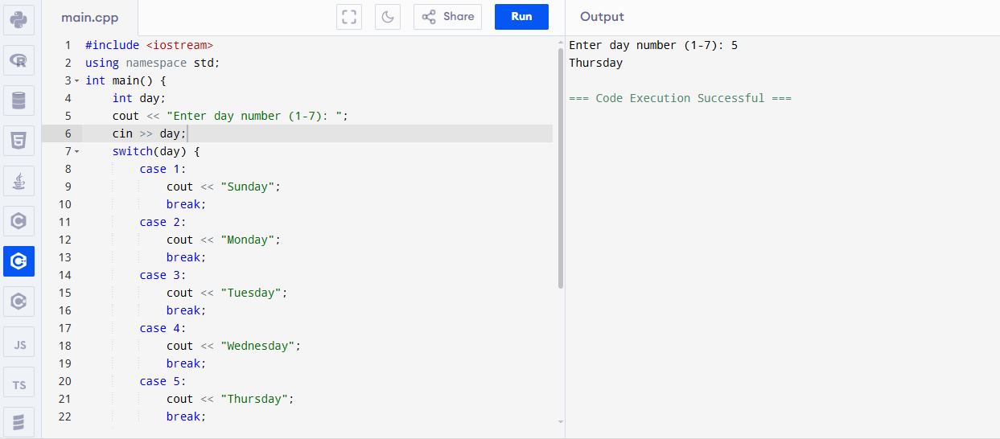 main.cpp
Share
Run
Output
1 #include <iostream>
2 using namespace std;
3 int main() {
4     int day;
5     cout << "Enter day number (1-7): ";
6     cin >> day;
7     switch(day) {
8         case 1:
9             cout << "Sunday";
10             break;
11         case 2:
12             cout << "Monday";
13             break;
14         case 3:
15             cout << "Tuesday";
16             break;
17         case 4:
18             cout << "Wednesday";
19             break;
20         case 5:
21             cout << "Thursday";
22             break;
Enter day number (1-7): 5
Thursday
=== Code Execution Successful ===
R
5
C
C
C
JS
TS